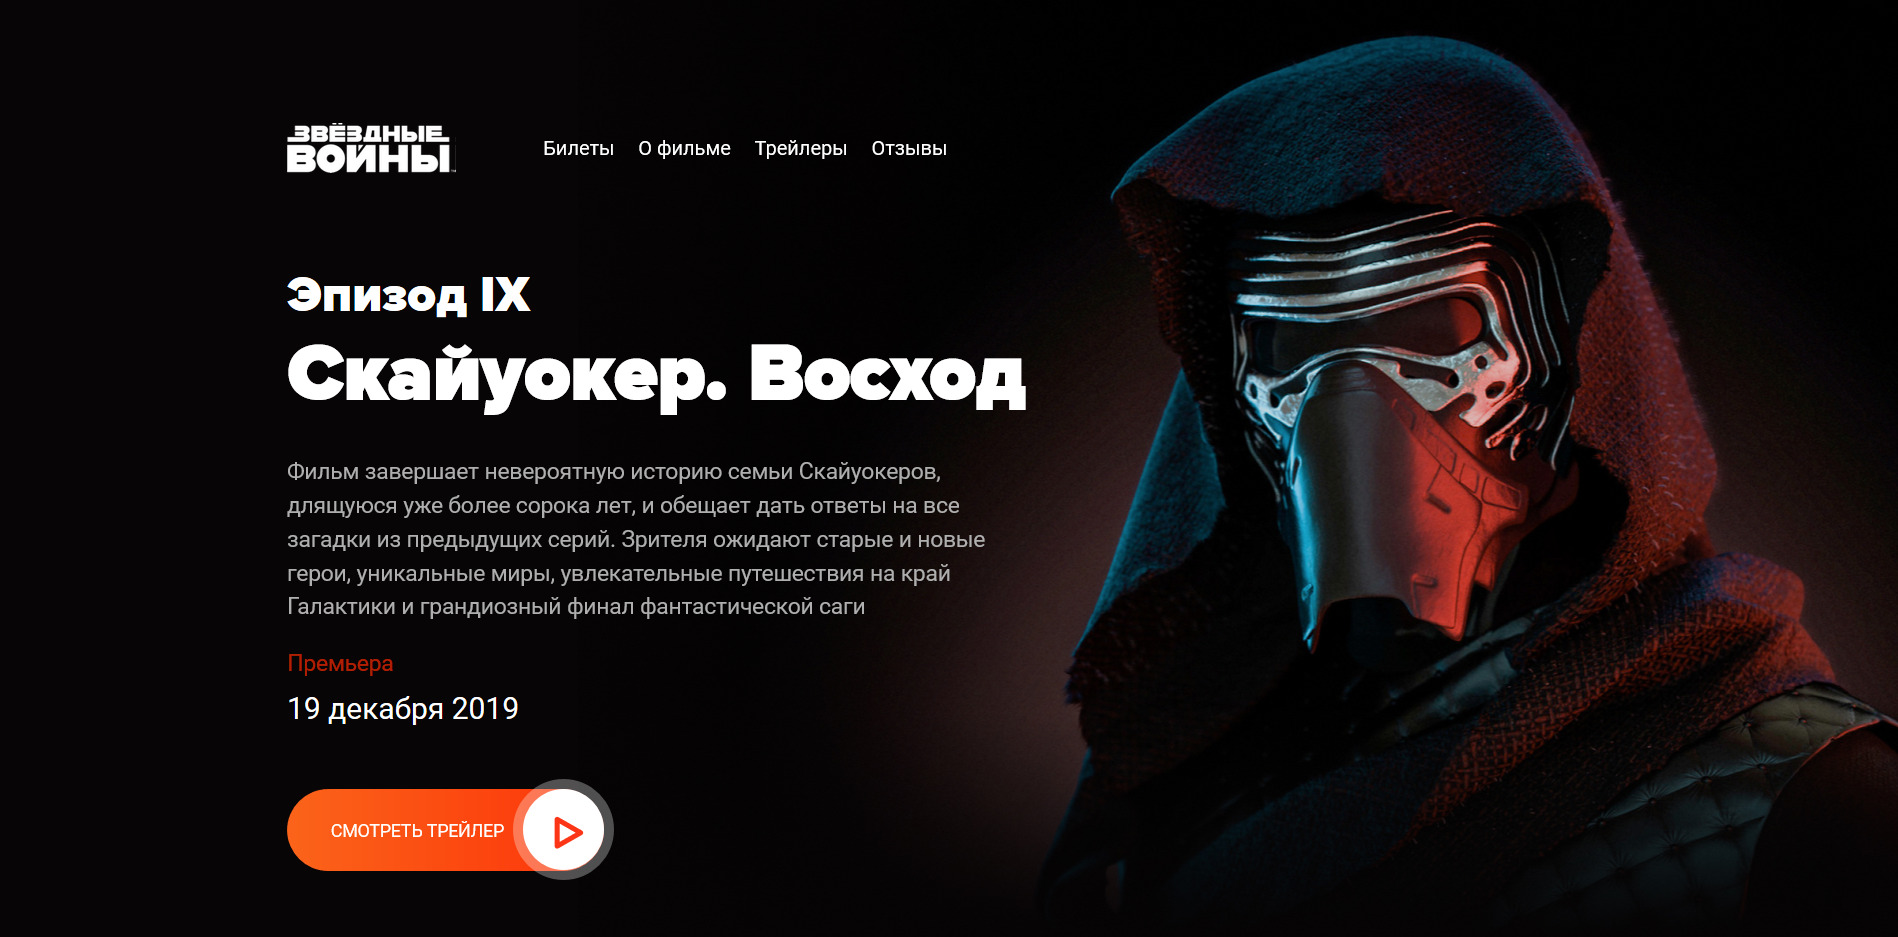 ЗВЁЗДНЫЕ
ВОЙНЫ
Билеты О фильме Трейлеры Отзывы
Эпизод IX
Скайуокер. Восход
Фильм завершает невероятную историю семьи Скайуокеров,
длящуюся уже более сорока лет, и обещает дать ответы на все
загадки из предыдущих серий. Зрителя ожидают старые и новые
герои, уникальные миры, увлекательные путешествия на край
Галактики и грандиозный финал фантастической саги
Премьера
19 декабря 2019
СМОТРЕТЬ ТРЕЙЛЕР